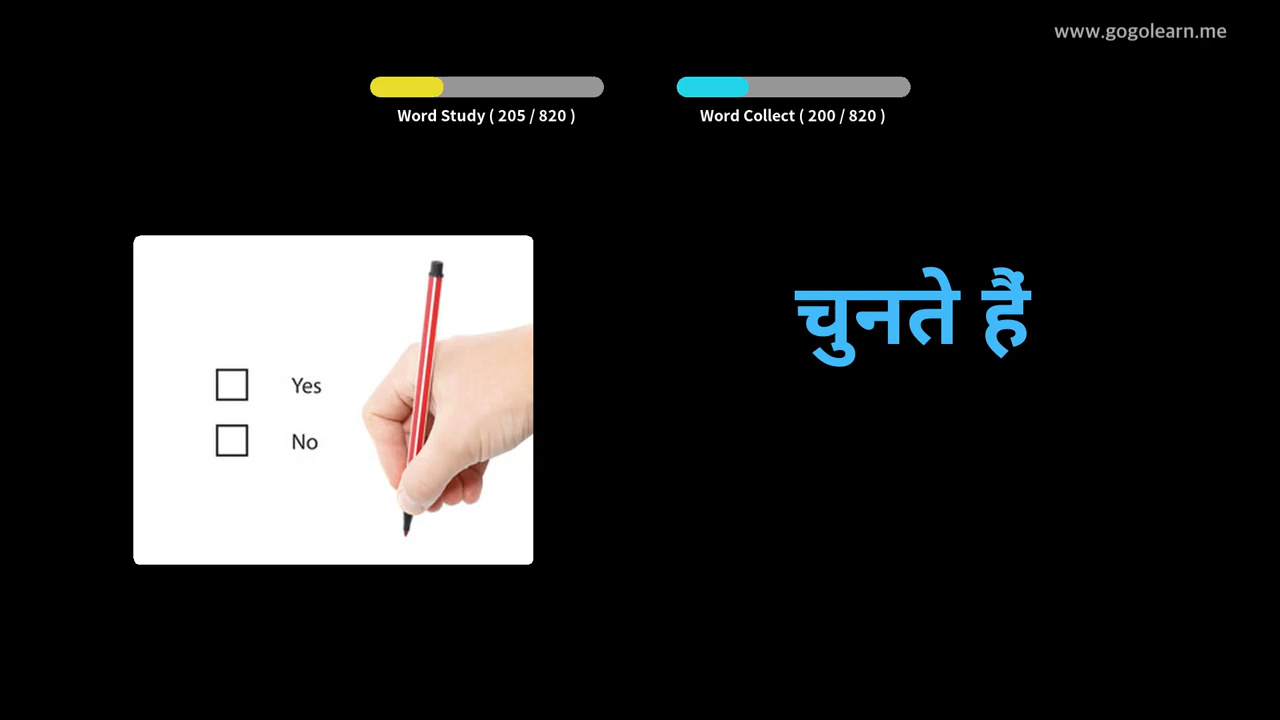 www.gogolearn.me
Word Study ( 205 / 820 )
Word Collect ( 200 / 820 )
चुनते हैं
Yes
No